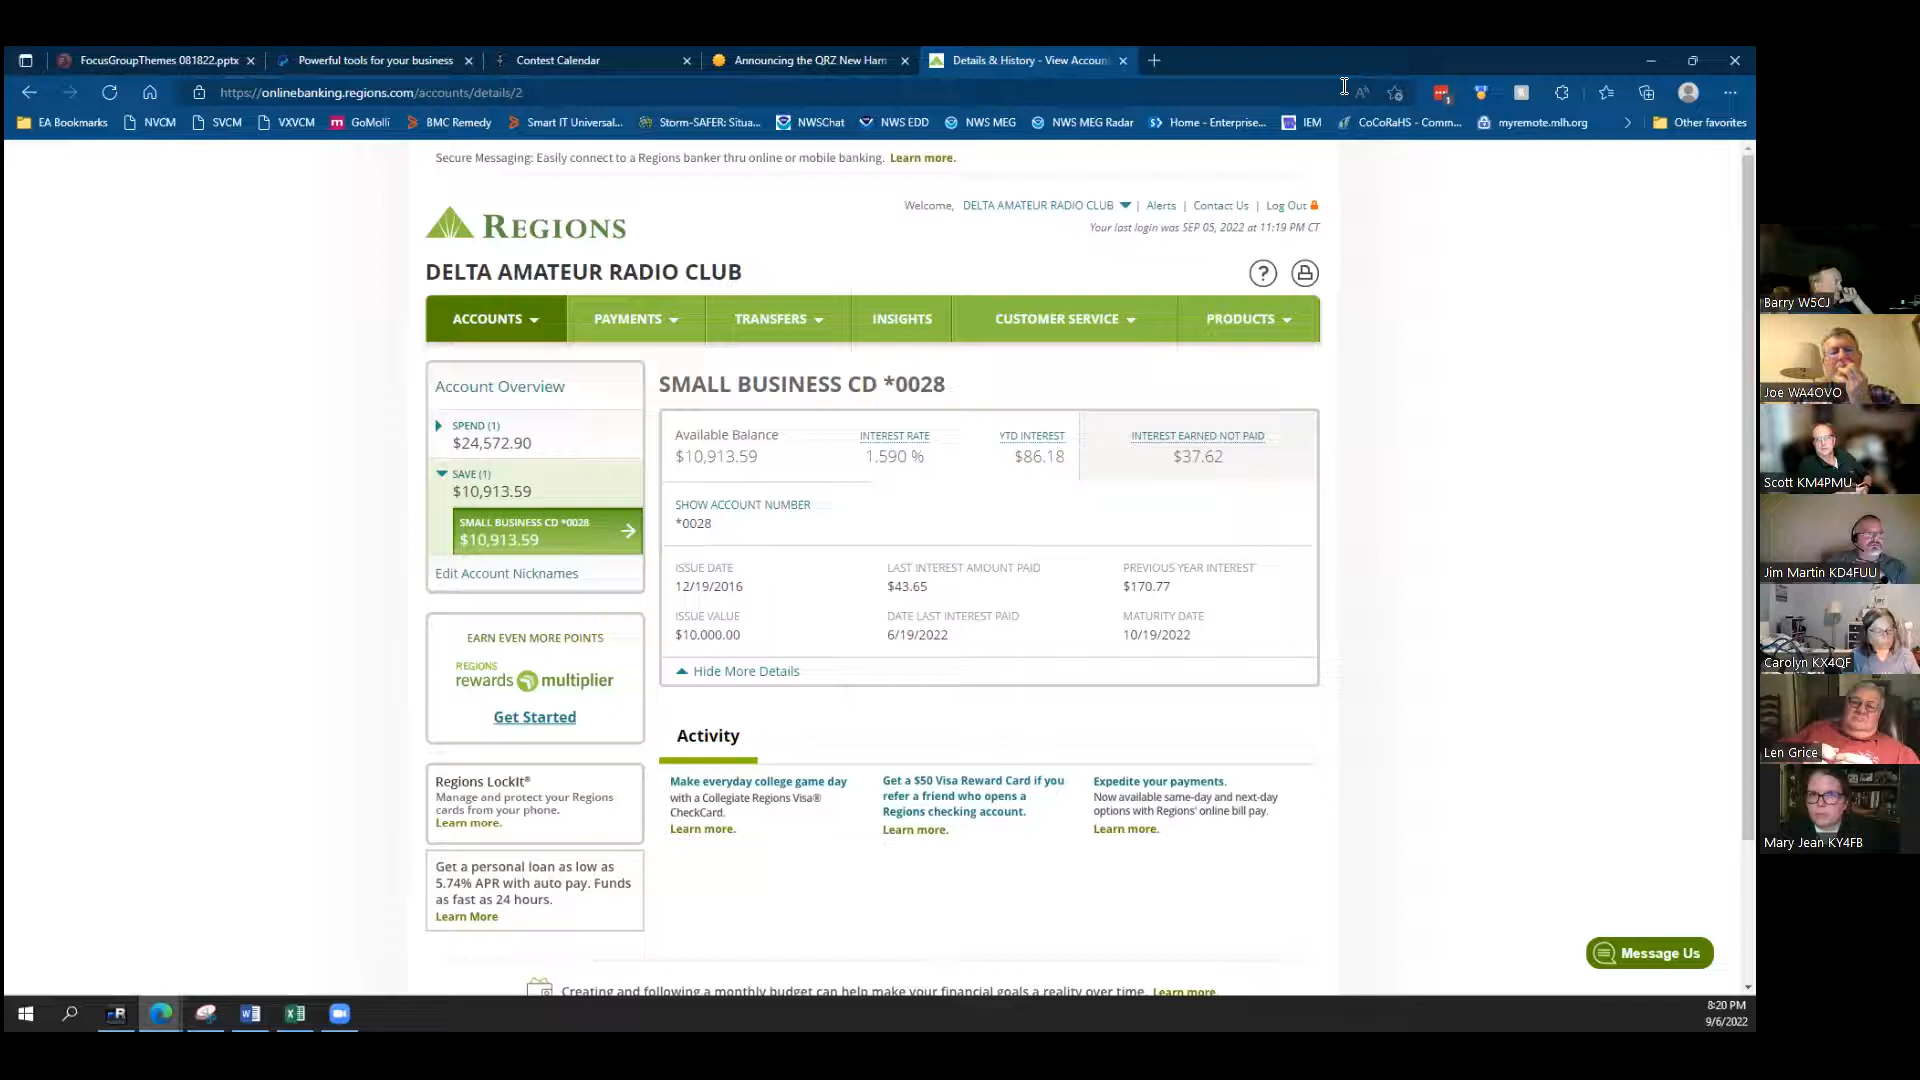 FocusGroupThemes 081822.pptx
Powerful tools for your business
Contest Calendar
Announcing the QRZ New Ham
Details & History - View Account
https://onlinebanking.regions.com/accounts/details/2
EA Bookmarks
NVCM
SVCM
VXVCM
GoMolli
BMC Remedy
Smart IT Universal...
Storm-SAFER: Situa...
NWSChat
NWS EDD
NWS MEG
NWS MEG Radar
Home - Enterprise...
IEM
CoCoRaHS - Comm...
myremote.mlh.org
Other favorites
Secure Messaging: Easily connect to a Regions banker thru online or mobile banking. Learn more.
Welcome, DELTA AMATEUR RADIO CLUB | Alerts | Contact Us | Log Out
Your last login was SEP 05, 2022 at 11:19 PM CT
REGIONS
DELTA AMATEUR RADIO CLUB
?
ACCOUNTS
PAYMENTS
TRANSFERS
INSIGHTS
CUSTOMER SERVICE
PRODUCTS
Account Overview
SPEND (1)
$24,572.90
SAVE (1)
$10,913.59
SMALL BUSINESS CD *0028
$10,913.59
Edit Account Nicknames
EARN EVEN MORE POINTS
REGIONS
rewards multiplier
Get Started
Regions LockIt®
Manage and protect your Regions
cards from your phone.
Learn more.
Get a personal loan as low as
5.74% APR with auto pay. Funds
as fast as 24 hours.
Learn More
SMALL BUSINESS CD *0028
Available Balance
$10,913.59
INTEREST RATE
1.590 %
YTD INTEREST
$86.18
INTEREST EARNED NOT PAID
$37.62
SHOW ACCOUNT NUMBER
*0028
ISSUE DATE
12/19/2016
LAST INTEREST AMOUNT PAID
$43.65
PREVIOUS YEAR INTEREST
$170.77
ISSUE VALUE
$10,000.00
DATE LAST INTEREST PAID
6/19/2022
MATURITY DATE
10/19/2022
Hide More Details
Activity
Make everyday college game day
with a Collegiate Regions Visa®
CheckCard.
Learn more.
Get a $50 Visa Reward Card if you
refer a friend who opens a
Regions checking account.
Learn more.
Expedite your payments.
Now available same-day and next-day
options with Regions' online bill pay.
Learn more.
Message Us
Creating and following a monthly budget can help make your financial goals a reality over time. Learn more.
8:20 PM
9/6/2022
Barry W5CJ
Joe WA4OVO
Scott KM4PMU
Jim Martin KD4FUU
Carolyn KX4QF
Len Grice
Mary Jean KY4FB